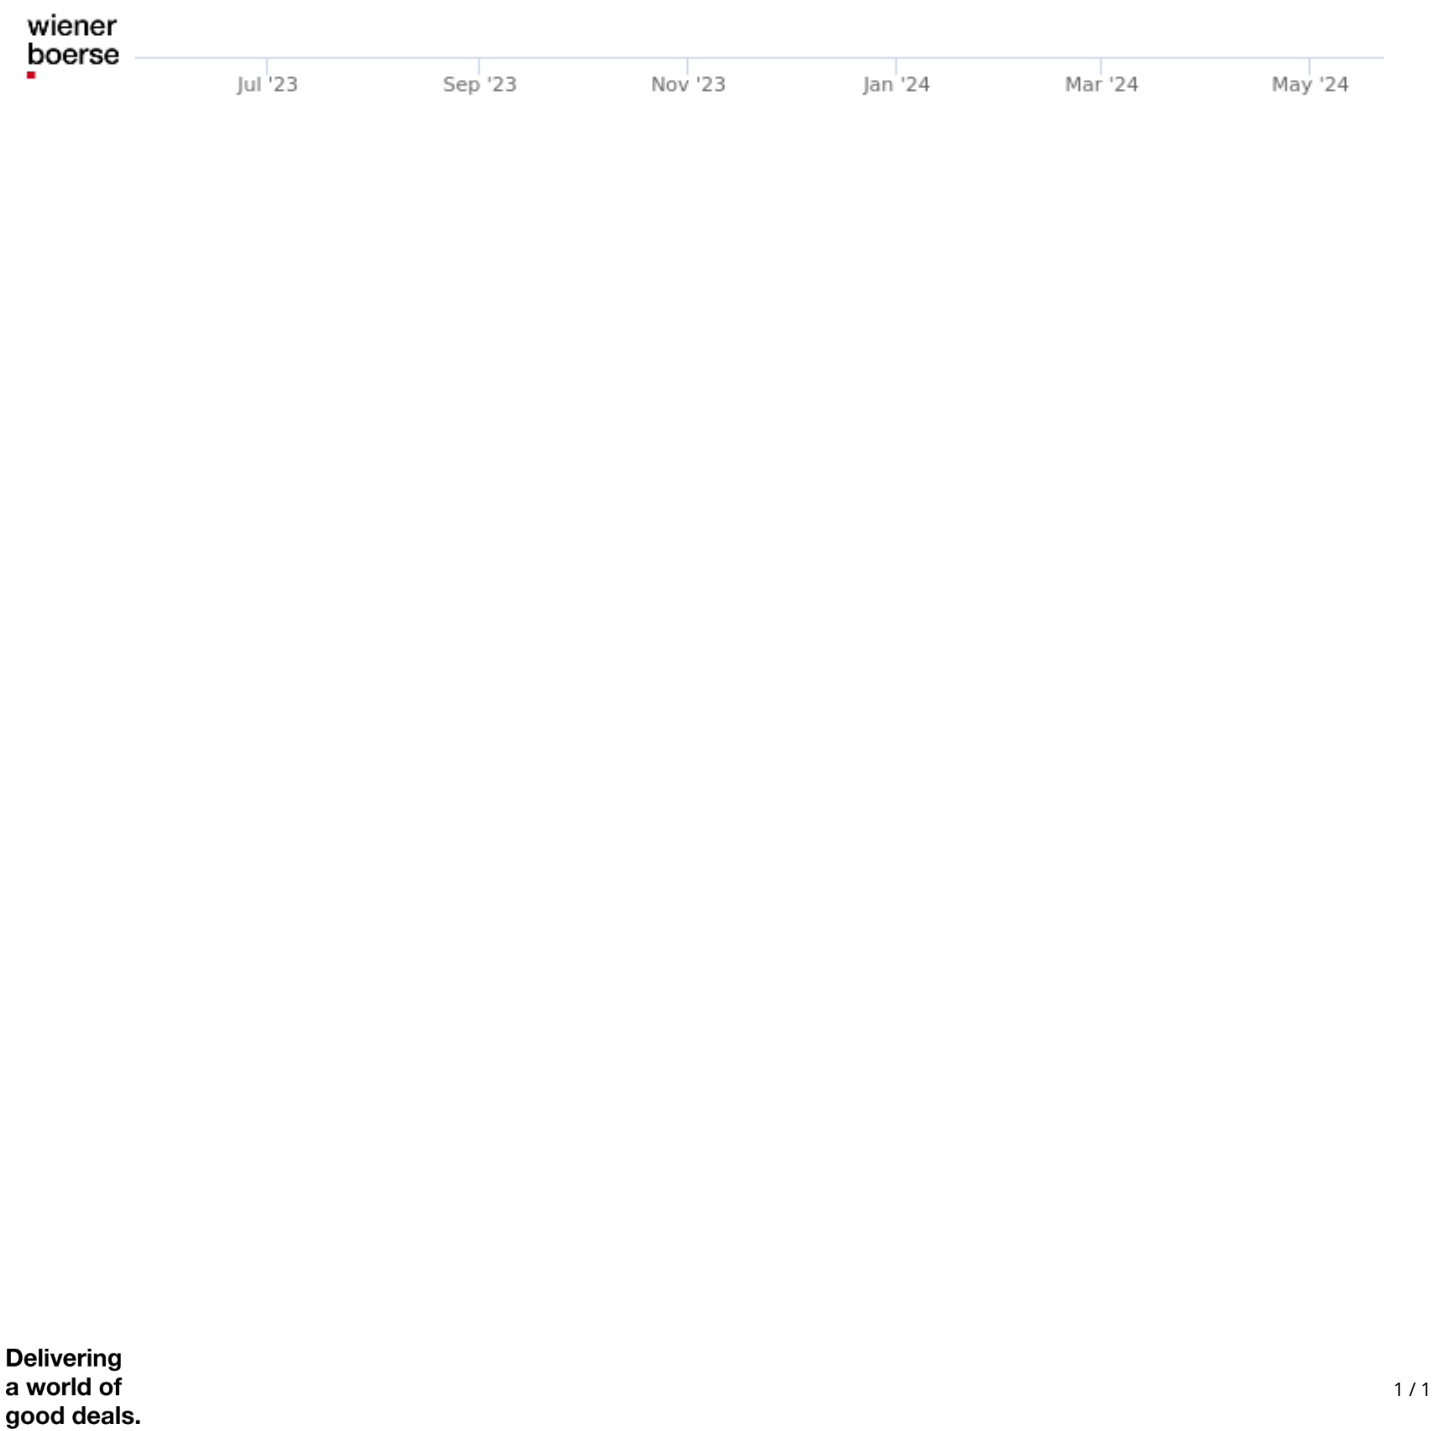 wiener
boerse
Jul '23 Sep '23 Nov '23 Jan '24 Mar '24 May '24
Delivering
a world of
good deals.
1 / 1